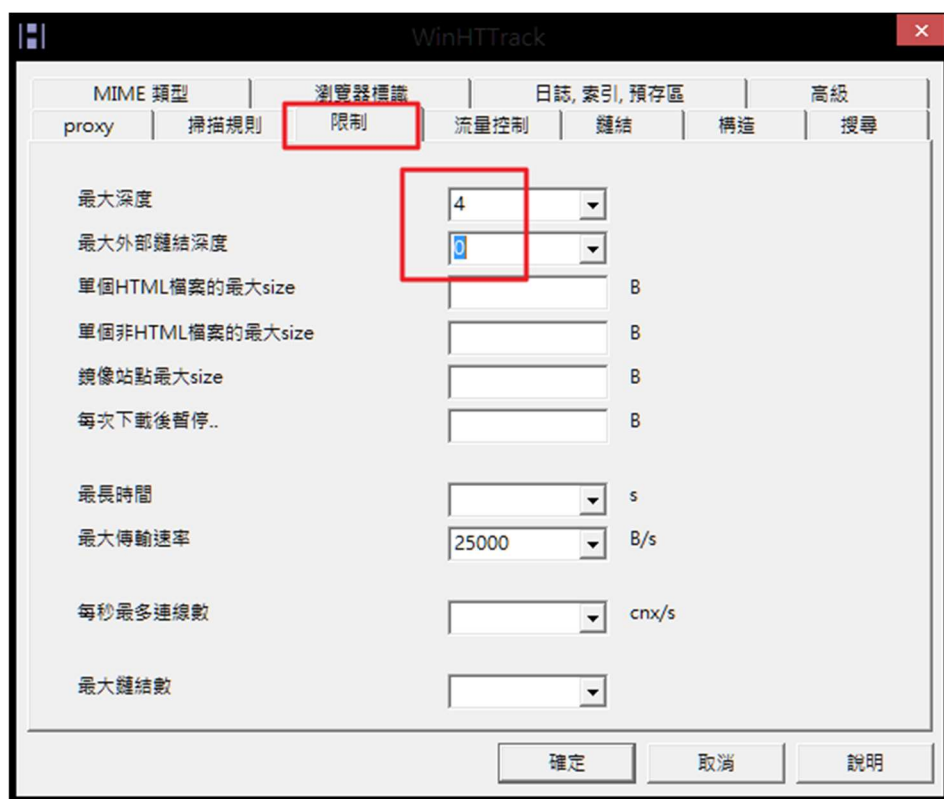 WinHTTrack
MIME 類型 瀏覽器標識 日誌, 索引, 預存區 高級
proxy 掃描規則 限制 流量控制 鏈結 構造 搜尋
最大深度 4
最大外部鏈結深度 0
單個HTML檔案的最大size B
單個非HTML檔案的最大size B
鏡像站點最大size B
每次下載後暫停.. B
最長時間 s
最大傳輸速率 25000 B/s
每秒最多連線數 cnx/s
最大鏈結數
確定 取消 說明